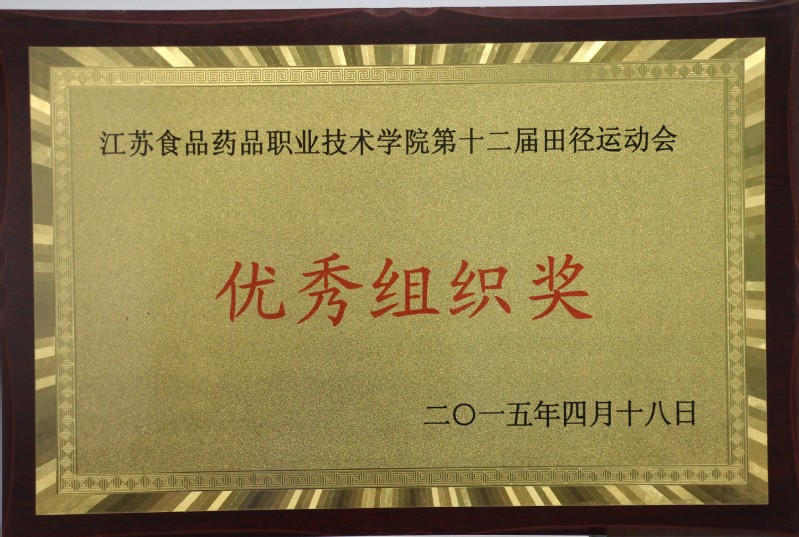 江苏食品药品职业技术学院第十二届田径运动会
优秀组织奖
二〇一五年四月十八日